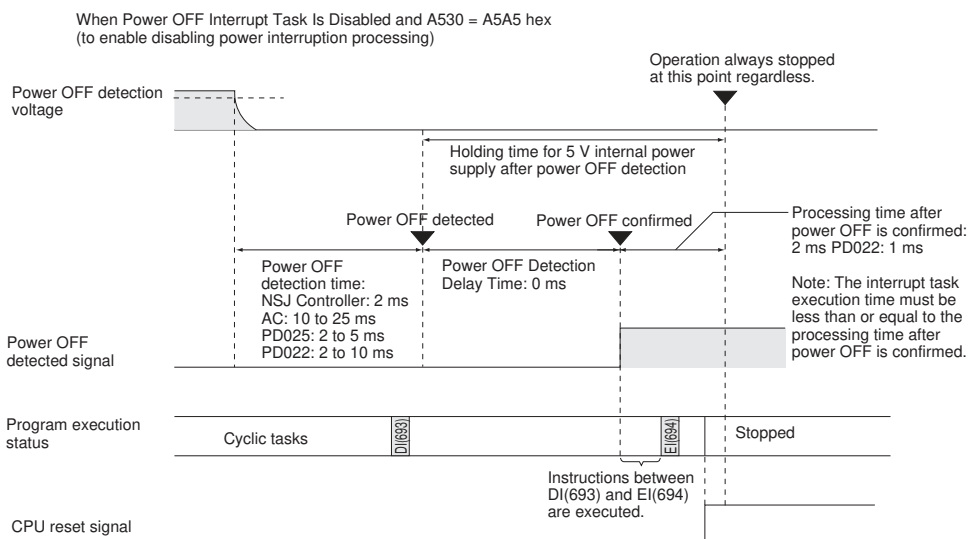 When Power OFF Interrupt Task Is Disabled and A530 = A5A5 hex
(to enable disabling power interruption processing)
Operation always stopped
at this point regardless.
Power OFF detection
voltage
Holding time for 5 V internal power
supply after power OFF detection
Power OFF detected
Power OFF confirmed
Processing time after
power OFF is confirmed:
2 ms PD022: 1 ms
Power OFF
detection time:
NSJ Controller: 2 ms
AC: 10 to 25 ms
PD025: 2 to 5 ms
PD022: 2 to 10 ms
Power OFF Detection
Delay Time: 0 ms
Note: The interrupt task
execution time must be
less than or equal to the
processing time after
power OFF is confirmed.
Power OFF
detected signal
Program execution
status
Cyclic tasks
DI(693)
EI(694)
Stopped
Instructions between
DI(693) and EI(694)
are executed.
CPU reset signal